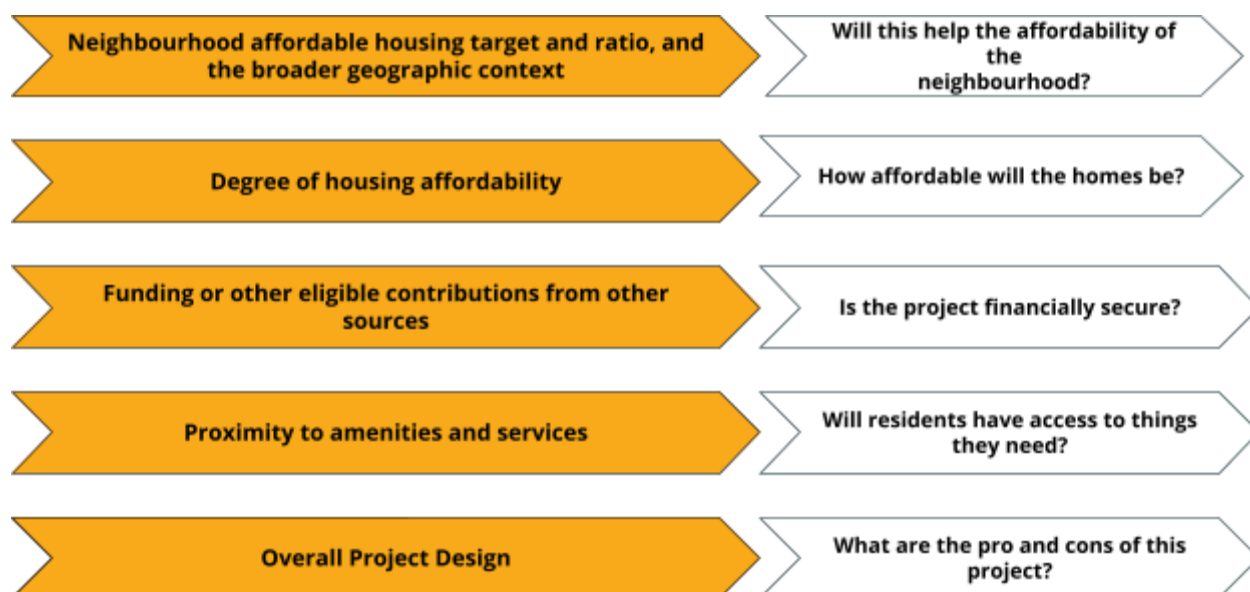 Neighbourhood affordable housing target and ratio, and
the broader geographic context
Will this help the affordability of
the
neighbourhood?
Degree of housing affordability
How affordable will the homes be?
Funding or other eligible contributions from other
sources
Is the project financially secure?
Proximity to amenities and services
Will residents have access to things
they need?
Overall Project Design
What are the pro and cons of this
project?